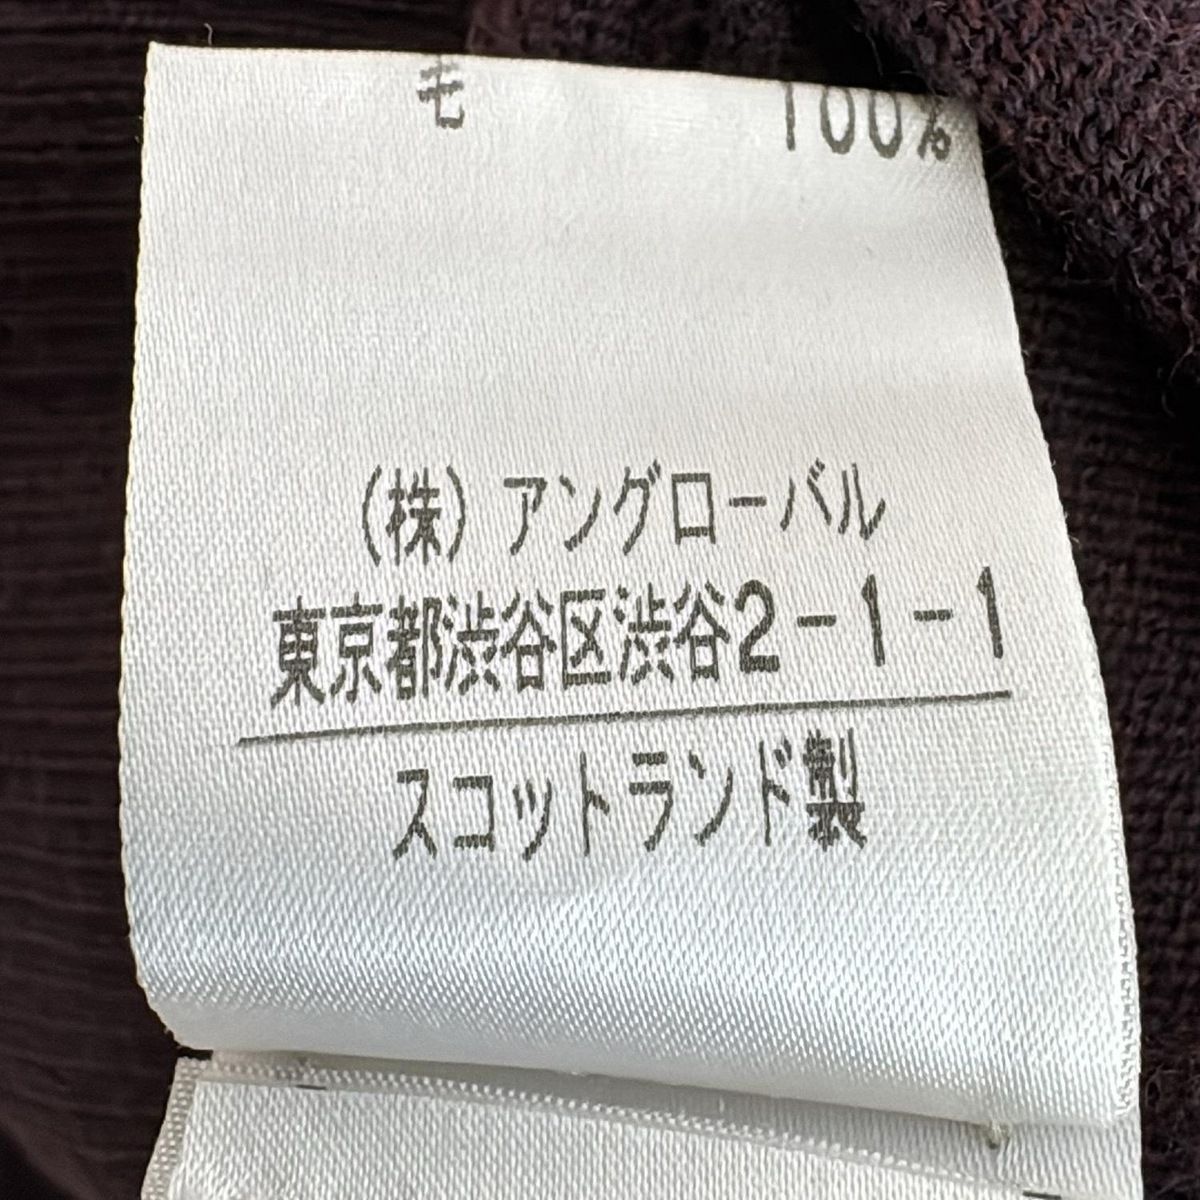 毛 100%
(株)アングローバル
東京都渋谷区渋谷2-1-1
スコットランド製